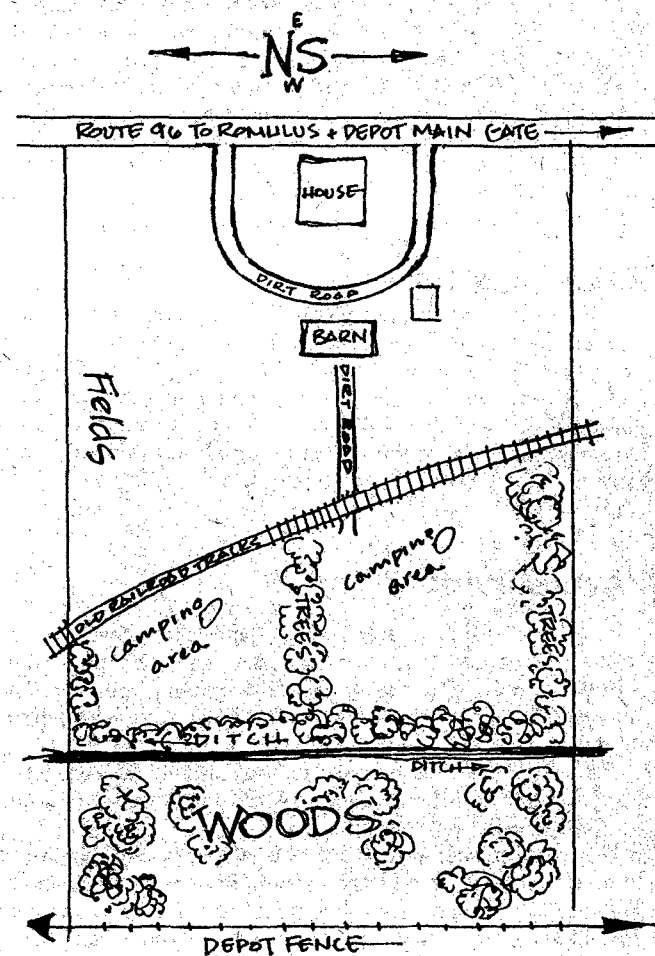 E
NS
W
ROUTE 96 TO ROMULUS + DEPOT MAIN GATE
HOUSE
DIRT ROAD
BARN
DIRT ROAD
Fields
OLD RAILROAD TRACKS
camping area
camping area
TREES
TREES
DITCH
DITCH
WOODS
DEPOT FENCE